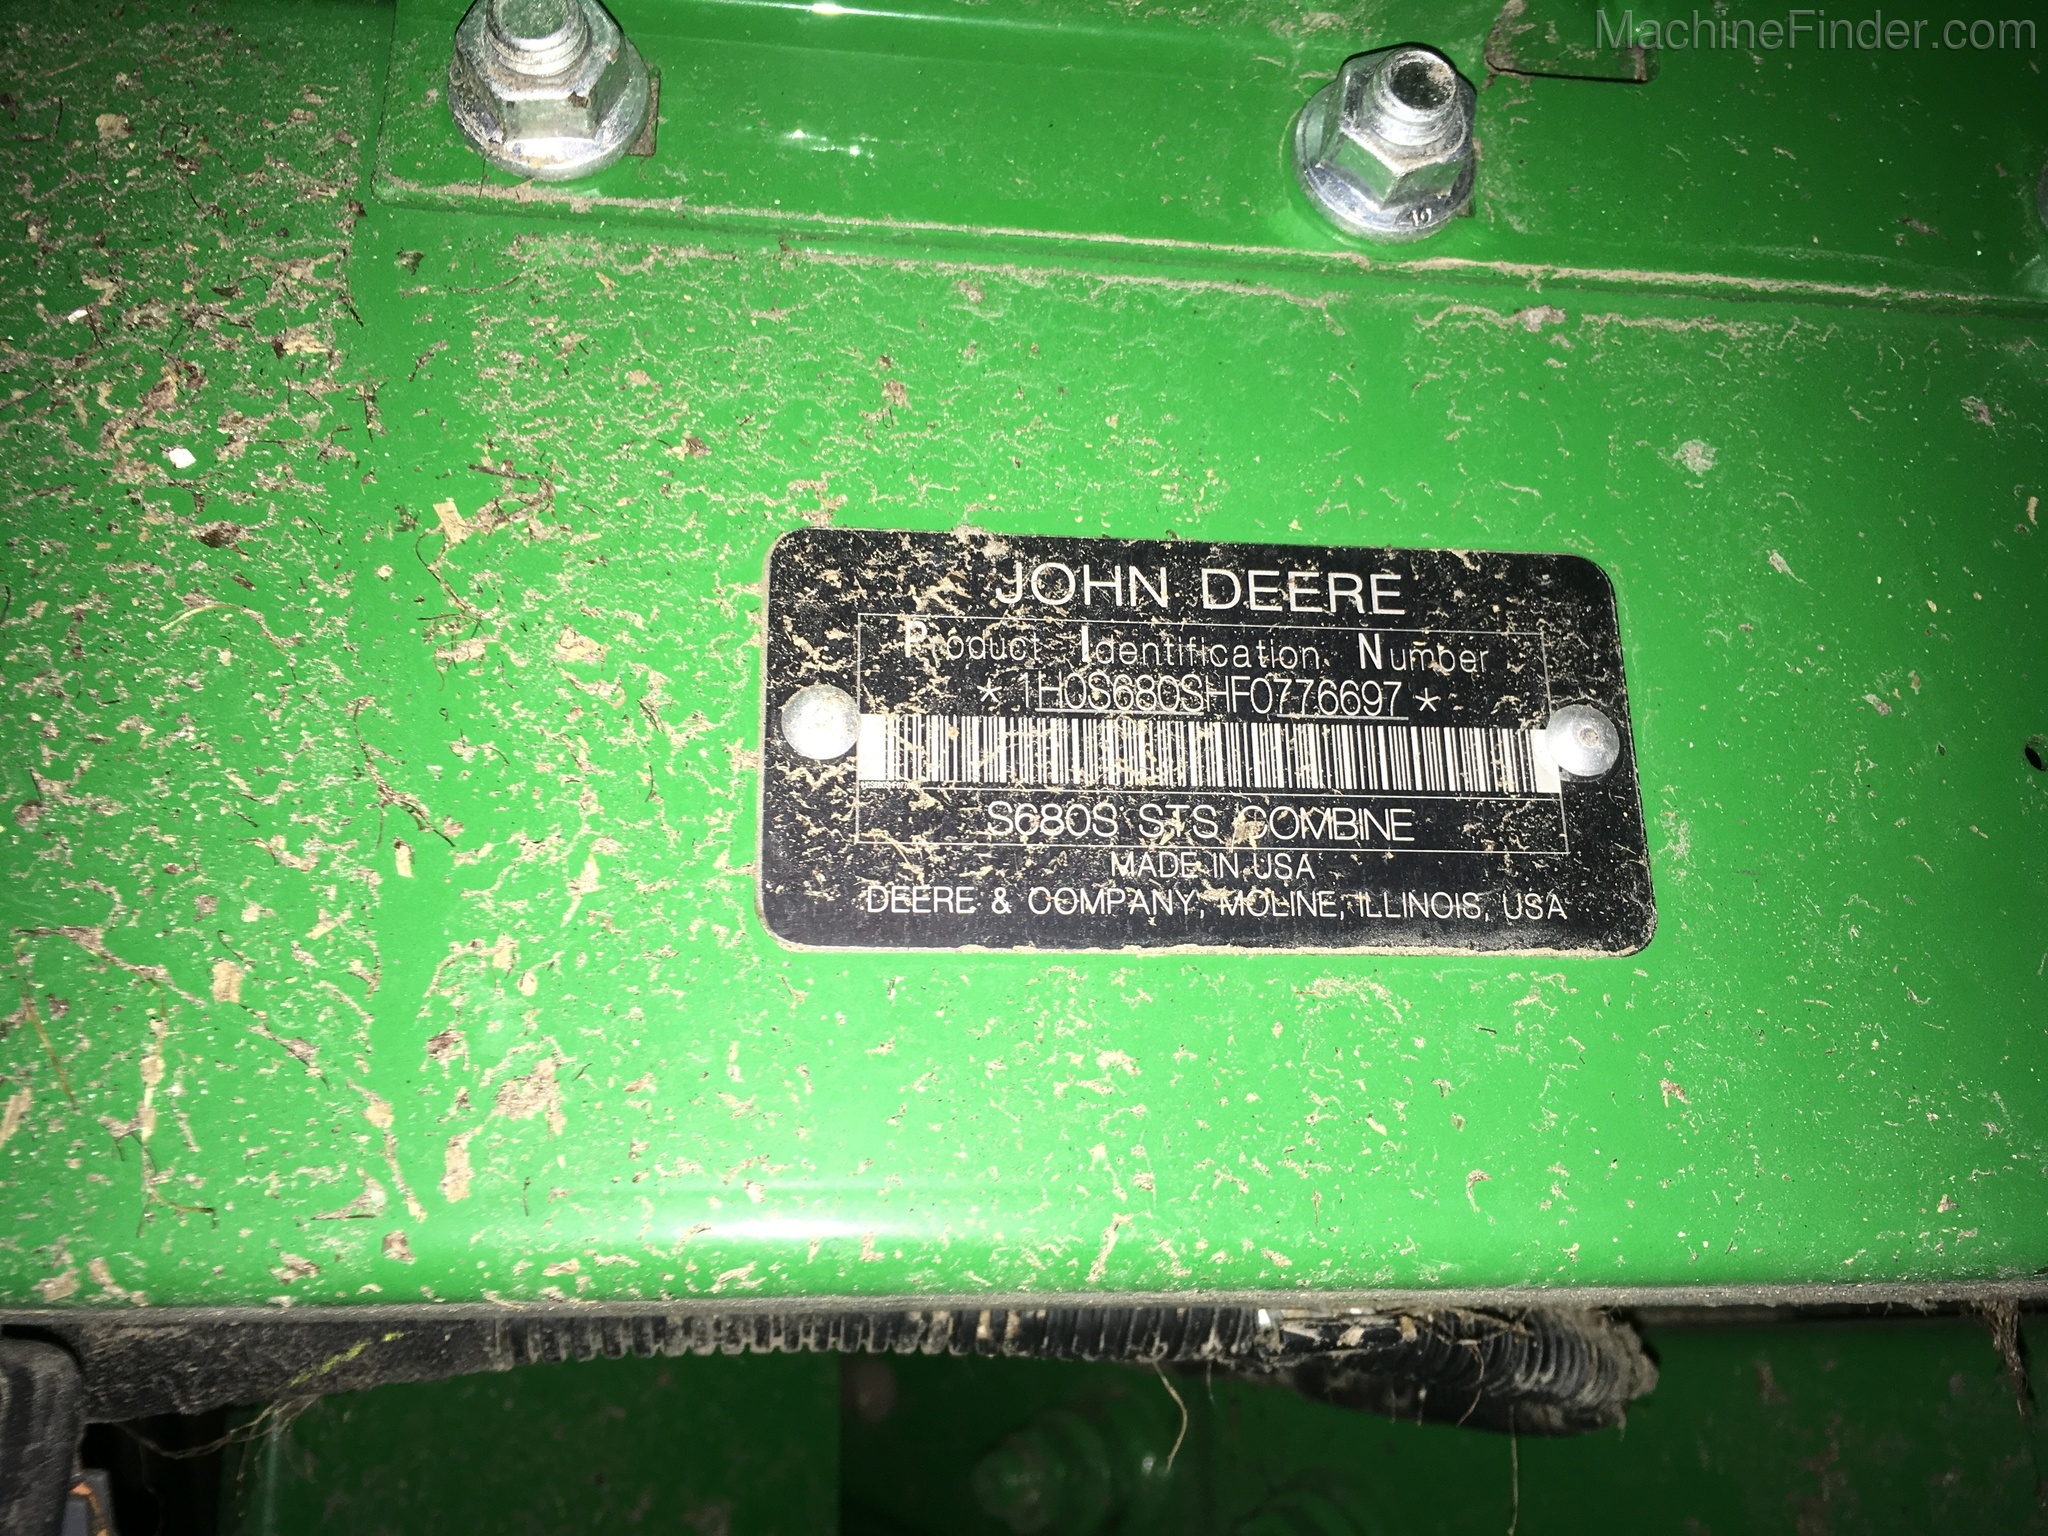 MachineFinder.com
JOHN DEERE
Product Identification Number
*1H0S680SHF0776697*
S680S STS COMBINE
MADE IN USA
DEERE & COMPANY, MOLINE, ILLINOIS, USA